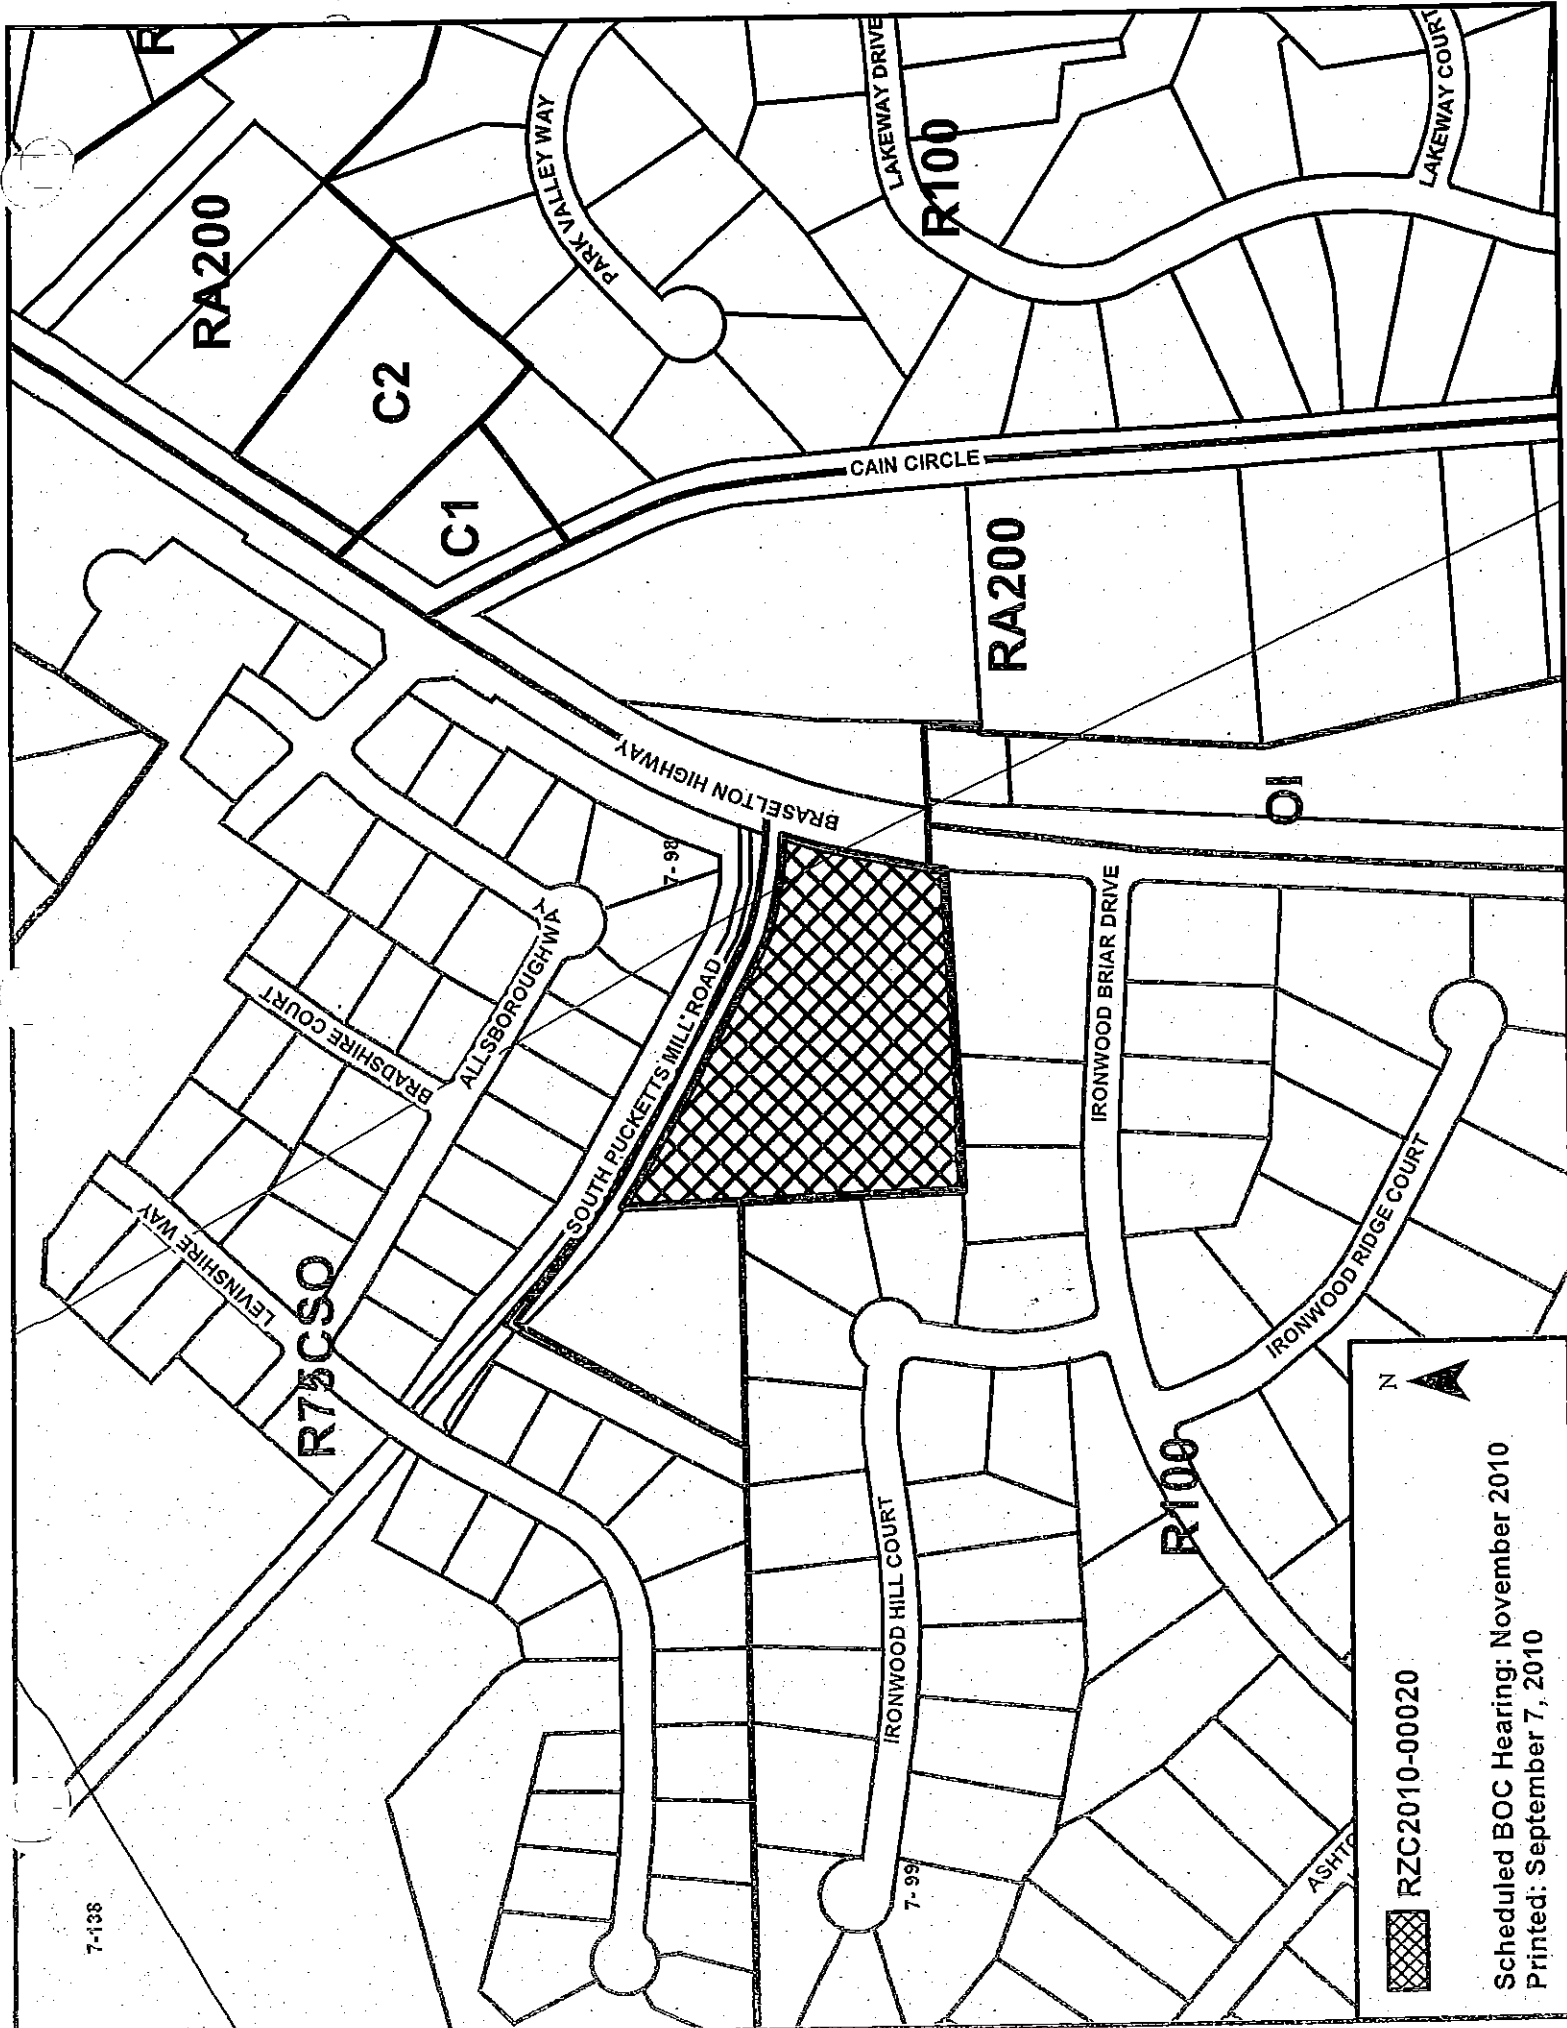 R
RA200
C2
C1
PARK VALLEY WAY
LAKEWAY DRIVE
R100
LAKEWAY COURT
CAIN CIRCLE
RA200
BRASELTON HIGHWAY
OI
7-98
BRADSHIRE COURT
ALLSBOROUGH WAY
LEVINSHIRE WAY
R75CSO
SOUTH PUCKETTS MILL ROAD
IRONWOOD BRIAR DRIVE
IRONWOOD RIDGE COURT
IRONWOOD HILL COURT
R100
7-138
7-99
ASHTO
N
RZC2010-00020
Scheduled BOC Hearing: November 2010
Printed: September 7, 2010